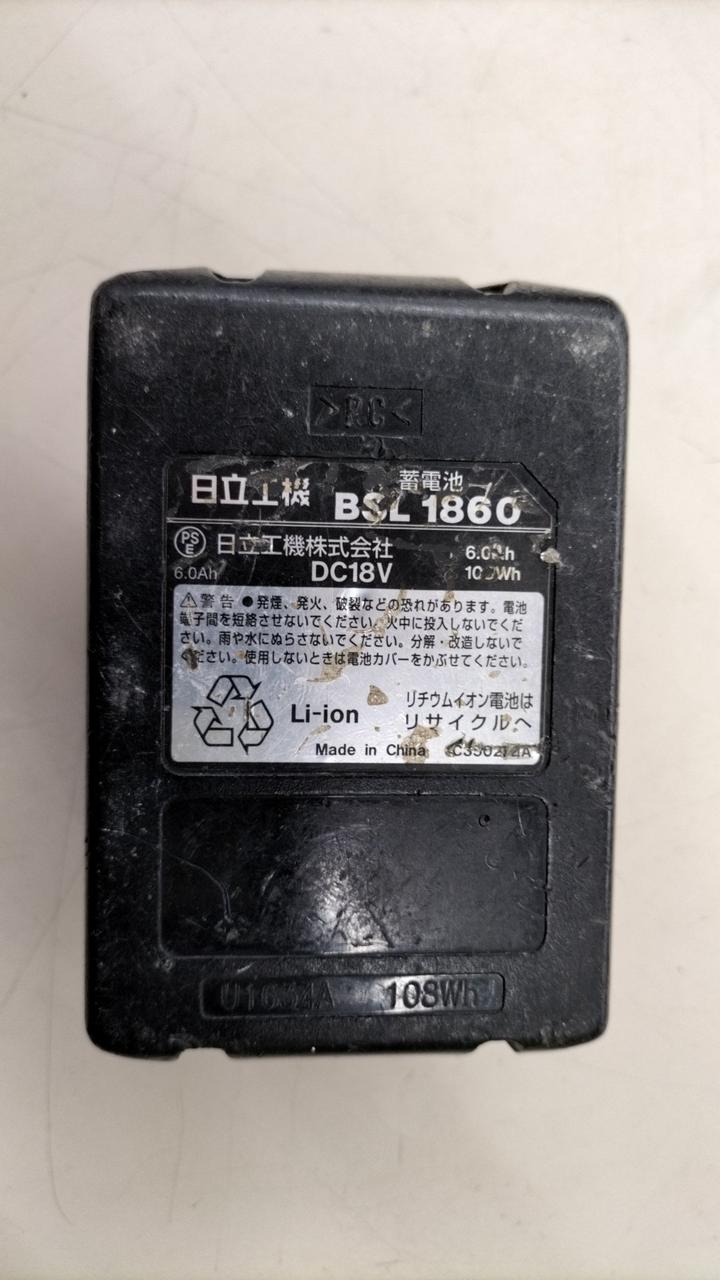 >P.C<
日立工機 蓄電池
BSL 1860
PSE 日立工機株式会社 6.0Ah
6.0Ah DC18V 108Wh
⚠警告 ●発煙、発火、破裂などの恐れがあります。電池
端子間を短絡させないでください。火中に投入しないでくだ
さい。雨や水にぬらさないでください。分解・改造しないで
ください。使用しないときは電池カバーをかぶせてください。
Li-ion リチウムイオン電池は
リサイクルへ
Made in China
108Wh